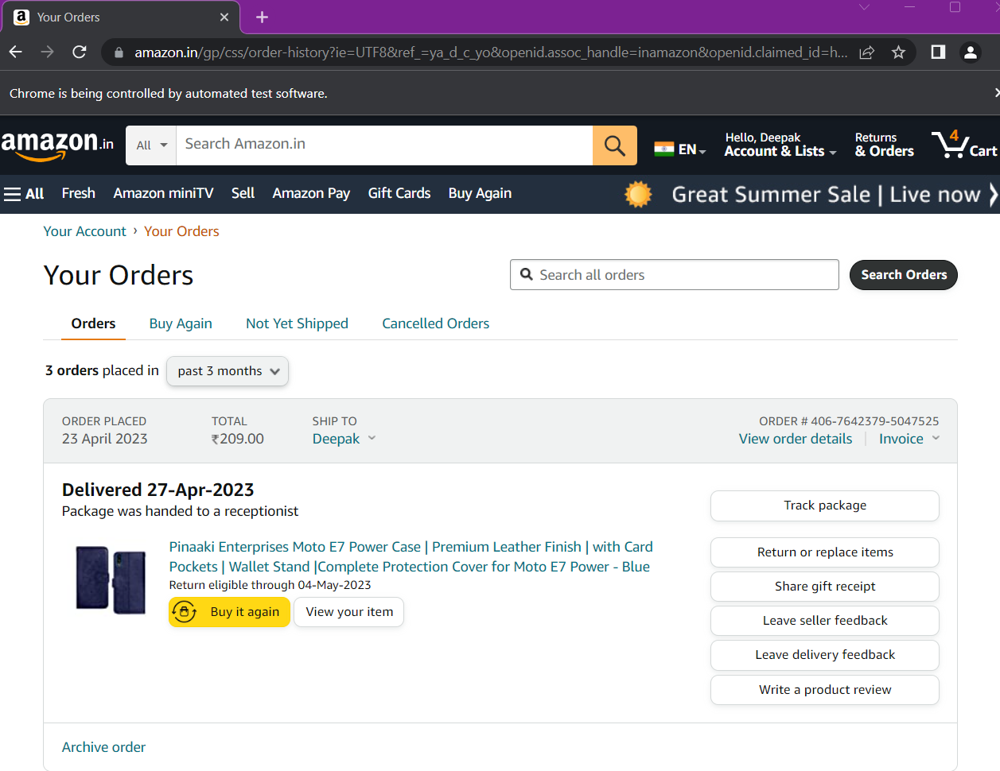 Your Orders
amazon.in/gp/css/order-history?ie=UTF8&ref_=ya_d_c_yo&openid.assoc_handle=inamazon&openid.claimed_id=h...
Chrome is being controlled by automated test software.
amazon.in
All
Search Amazon.in
EN
Hello, Deepak
Account & Lists
Returns
& Orders
4
Cart
All Fresh Amazon miniTV Sell Amazon Pay Gift Cards Buy Again
Great Summer Sale | Live now
Your Account › Your Orders
Your Orders
Search all orders
Search Orders
Orders Buy Again Not Yet Shipped Cancelled Orders
3 orders placed in past 3 months
ORDER PLACED TOTAL SHIP TO ORDER # 406-7642379-5047525
23 April 2023 ₹209.00 Deepak View order details Invoice
Delivered 27-Apr-2023
Package was handed to a receptionist
Track package
Pinaaki Enterprises Moto E7 Power Case | Premium Leather Finish | with Card
Pockets | Wallet Stand |Complete Protection Cover for Moto E7 Power - Blue
Return eligible through 04-May-2023
Buy it again View your item
Return or replace items
Share gift receipt
Leave seller feedback
Leave delivery feedback
Write a product review
Archive order